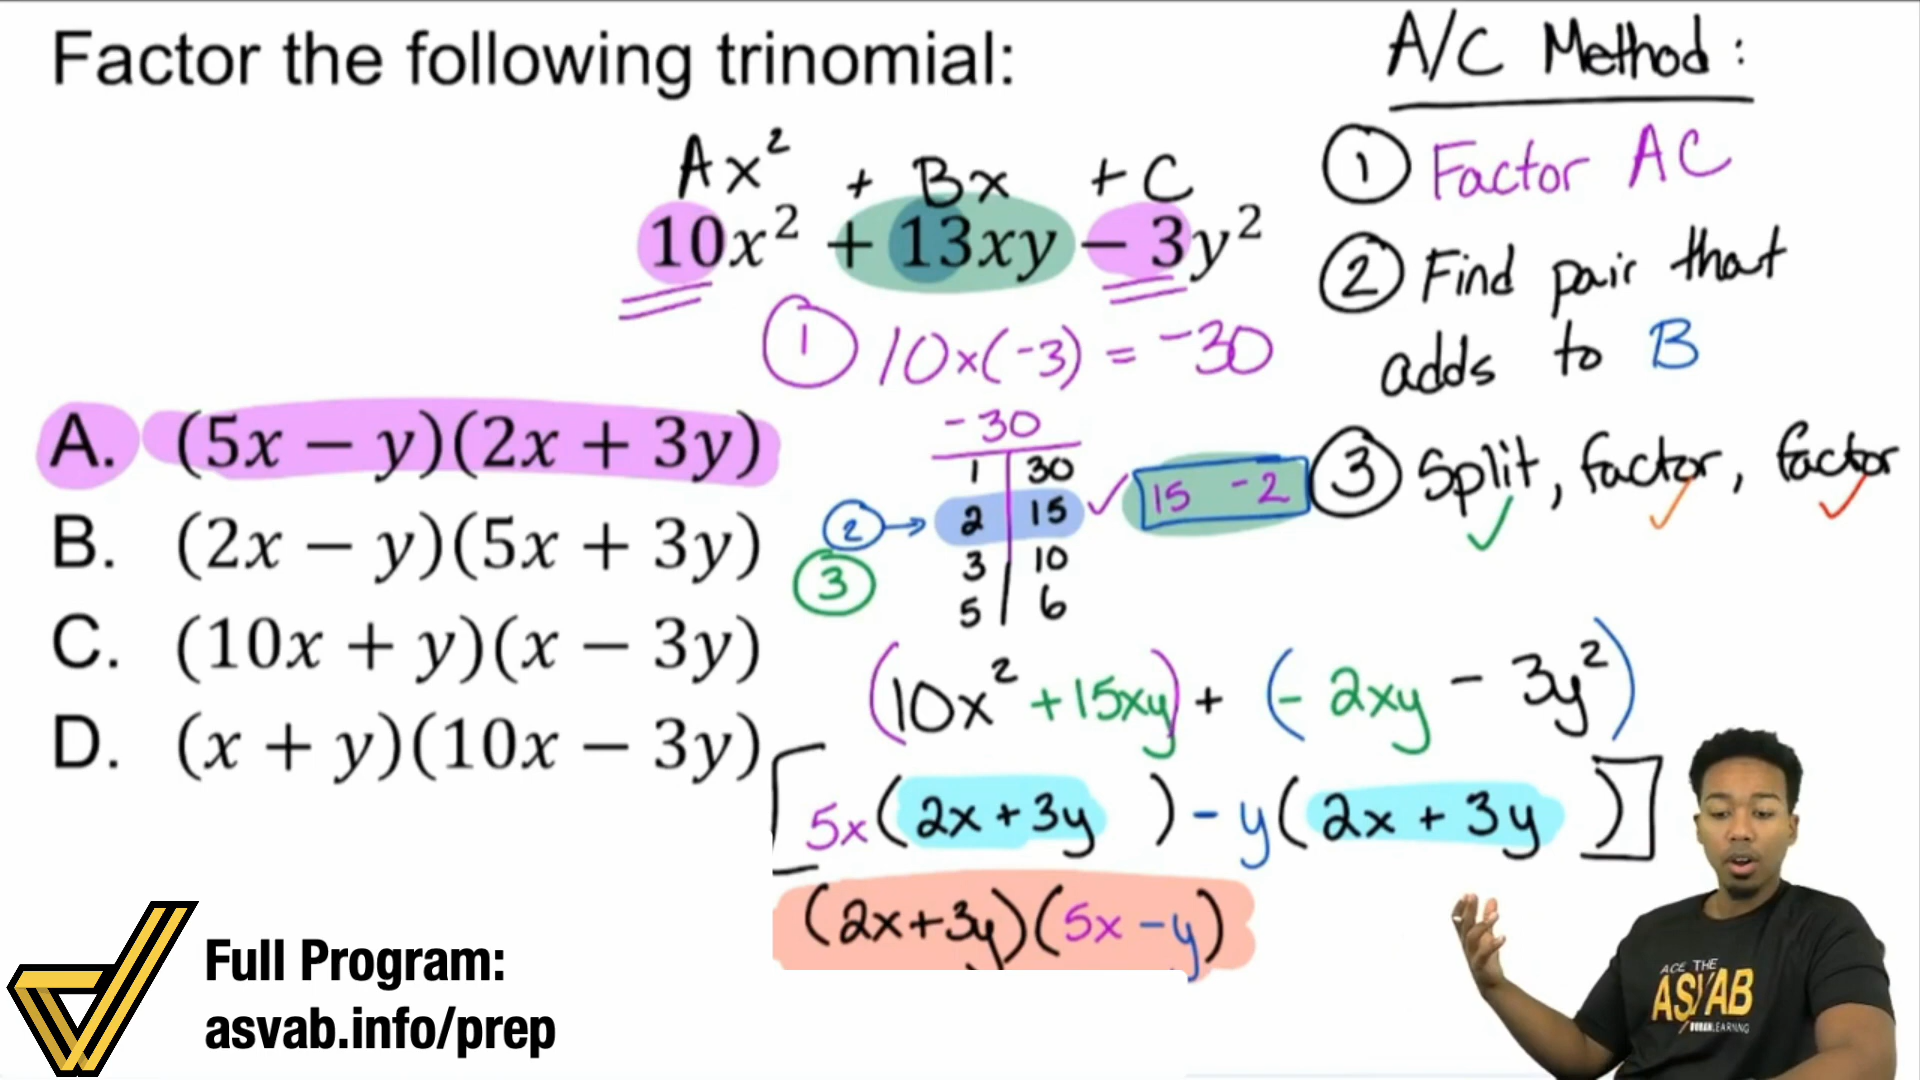 Factor the following trinomial:
Ax² + Bx + C
10x² + 13xy − 3y²
① 10x(-3) = -30
A. (5x − y)(2x + 3y)
B. (2x − y)(5x + 3y)
C. (10x + y)(x − 3y)
D. (x + y)(10x − 3y)
-30
1 | 30
② → 2 | 15 ✓ 15 -2
③ 3 | 10
5 | 6
A/C Method:
① Factor AC
② Find pair that
adds to B
③ Split, factor, factor
✓ ✓ ✓
(10x² + 15xy) + (- 2xy - 3y²)
[5x(2x + 3y) - y(2x + 3y)]
(2x+3y)(5x - y)
Full Program:
asvab.info/prep
ACE THE
ASVAB
LEARNING